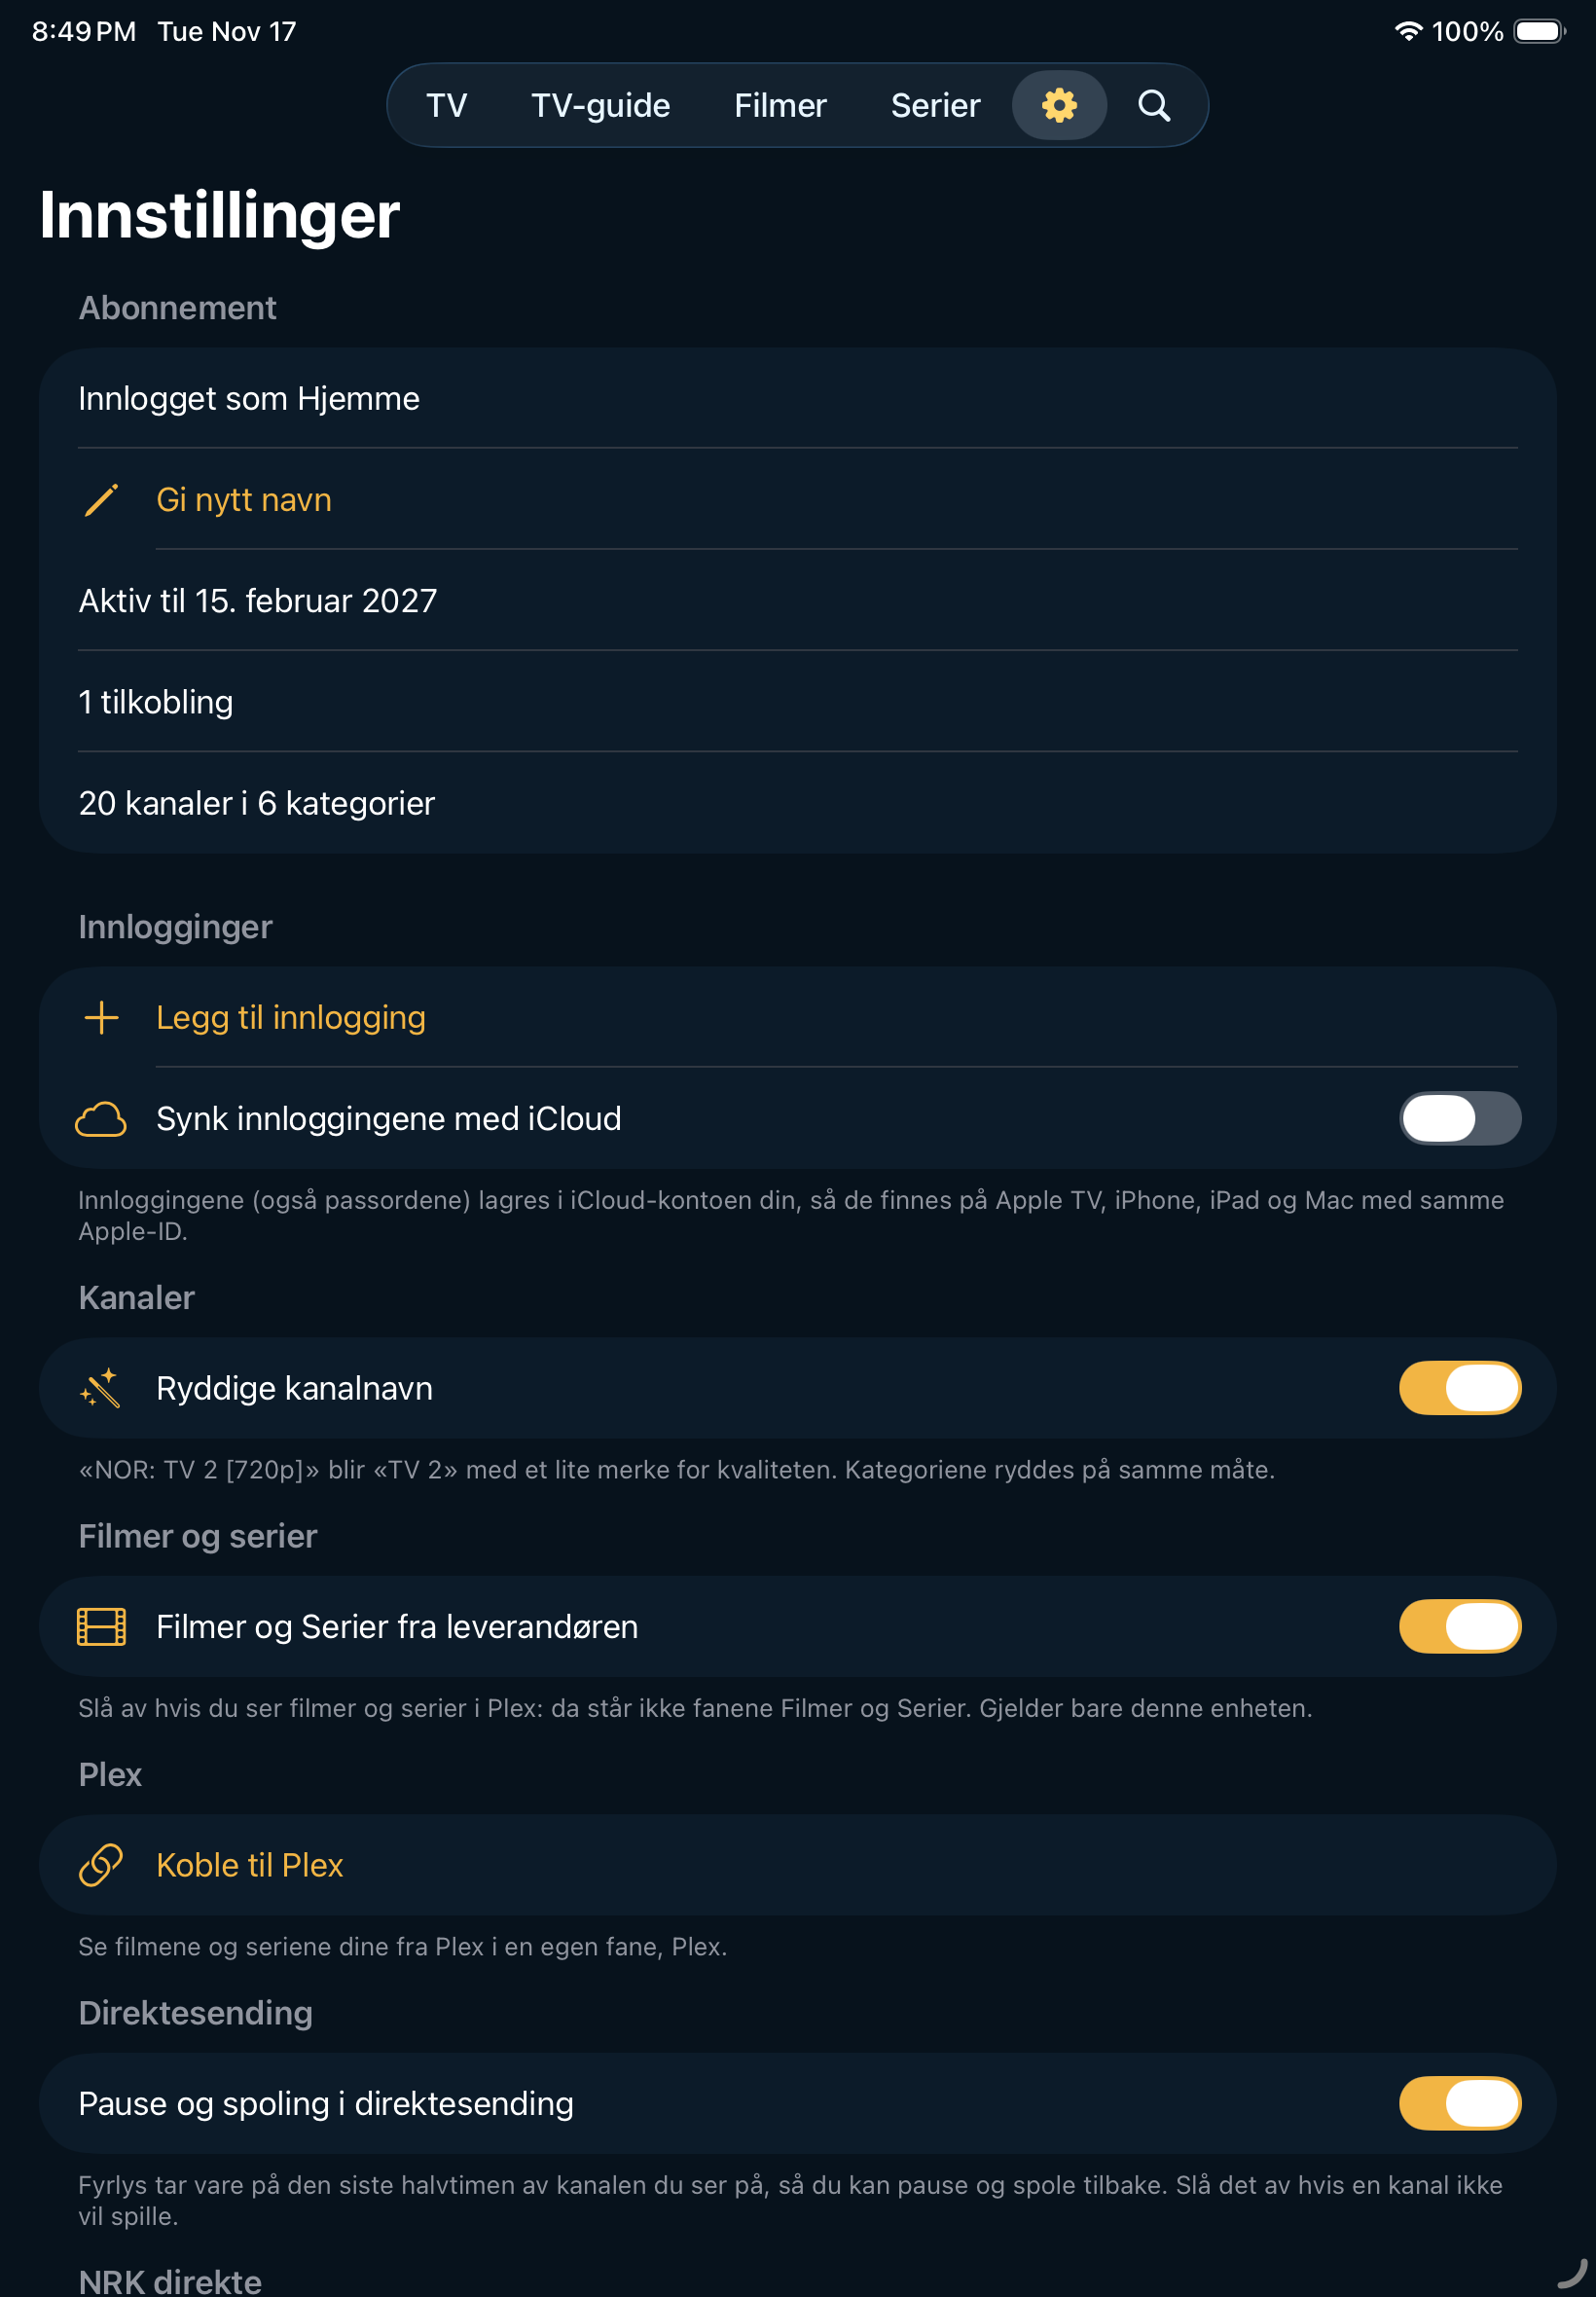 8:49 PM Tue Nov 17 100%
TV TV-guide Filmer Serier
Innstillinger
Abonnement
Innlogget som Hjemme
Gi nytt navn
Aktiv til 15. februar 2027
1 tilkobling
20 kanaler i 6 kategorier
Innlogginger
Legg til innlogging
Synk innloggingene med iCloud
Innloggingene (også passordene) lagres i iCloud-kontoen din, så de finnes på Apple TV, iPhone, iPad og Mac med samme
Apple-ID.
Kanaler
Ryddige kanalnavn
«NOR: TV 2 [720p]» blir «TV 2» med et lite merke for kvaliteten. Kategoriene ryddes på samme måte.
Filmer og serier
Filmer og Serier fra leverandøren
Slå av hvis du ser filmer og serier i Plex: da står ikke fanene Filmer og Serier. Gjelder bare denne enheten.
Plex
Koble til Plex
Se filmene og seriene dine fra Plex i en egen fane, Plex.
Direktesending
Pause og spoling i direktesending
Fyrlys tar vare på den siste halvtimen av kanalen du ser på, så du kan pause og spole tilbake. Slå det av hvis en kanal ikke
vil spille.
NRK direkte